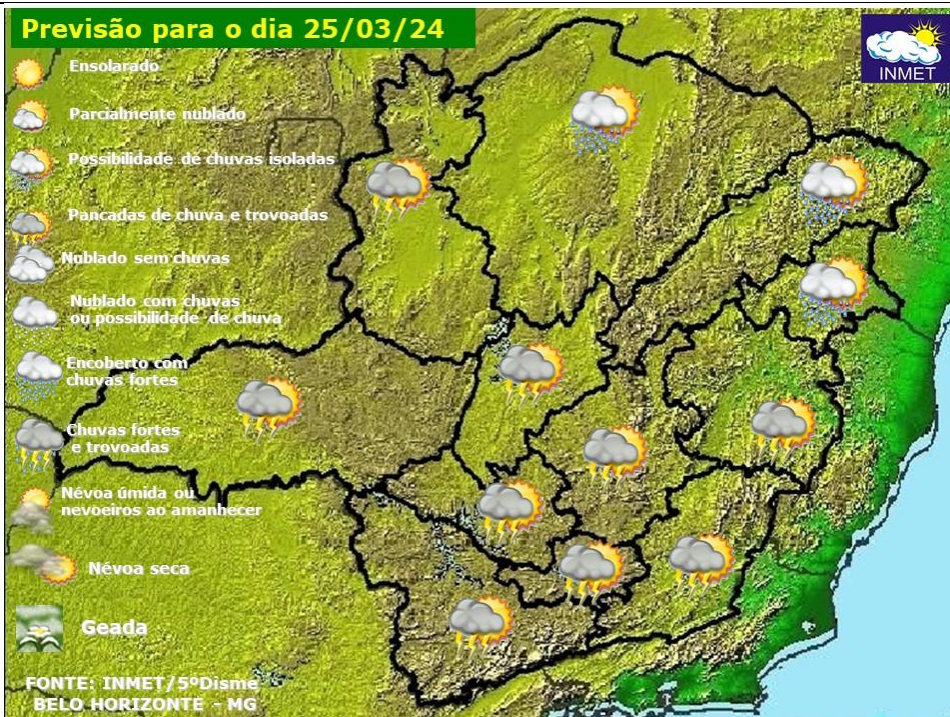 Previsão para o dia 25/03/24
INMET
Ensolarado
Parcialmente nublado
Possibilidade de chuvas isoladas
Pancadas de chuva e trovoadas
Nublado sem chuvas
Nublado com chuvas
ou possibilidade de chuva
Encoberto com
chuvas fortes
Chuvas fortes
e trovoadas
Névoa úmida ou
nevoeiros ao amanhecer
Névoa seca
Geada
FONTE: INMET/5ºDisme
BELO HORIZONTE - MG